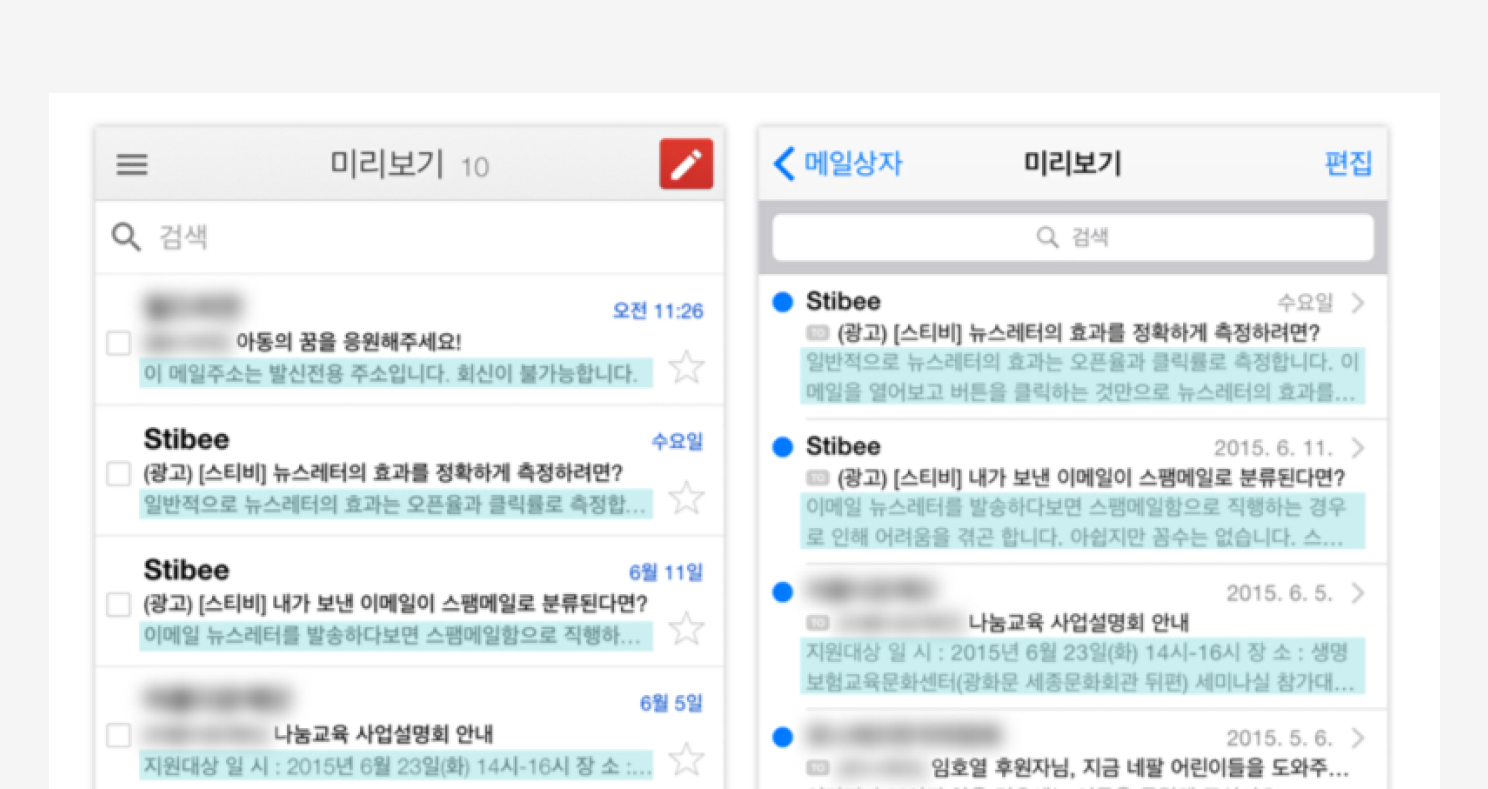 미리보기 10
검색
오전 11:26
아동의 꿈을 응원해주세요!
이 메일주소는 발신전용 주소입니다. 회신이 불가능합니다.
Stibee
수요일
(광고) [스티비] 뉴스레터의 효과를 정확하게 측정하려면?
일반적으로 뉴스레터의 효과는 오픈율과 클릭률로 측정합...
Stibee
6월 11일
(광고) [스티비] 내가 보낸 이메일이 스팸메일로 분류된다면?
이메일 뉴스레터를 발송하다보면 스팸메일함으로 직행하...
6월 5일
나눔교육 사업설명회 안내
지원대상 일 시 : 2015년 6월 23일(화) 14시-16시 장 소 :...
메일상자
미리보기
편집
검색
Stibee
수요일
TO (광고) [스티비] 뉴스레터의 효과를 정확하게 측정하려면?
일반적으로 뉴스레터의 효과는 오픈율과 클릭률로 측정합니다. 이
메일을 열어보고 버튼을 클릭하는 것만으로 뉴스레터의 효과를...
Stibee
2015. 6. 11.
TO (광고) [스티비] 내가 보낸 이메일이 스팸메일로 분류된다면?
이메일 뉴스레터를 발송하다보면 스팸메일함으로 직행하는 경우
로 인해 어려움을 겪곤 합니다. 아쉽지만 꼼수는 없습니다. 스...
2015. 6. 5.
TO 나눔교육 사업설명회 안내
지원대상 일 시 : 2015년 6월 23일(화) 14시-16시 장 소 : 생명
보험교육문화센터(광화문 세종문화회관 뒤편) 세미나실 참가대...
2015. 5. 6.
TO 임호열 후원자님, 지금 네팔 어린이들을 도와주...